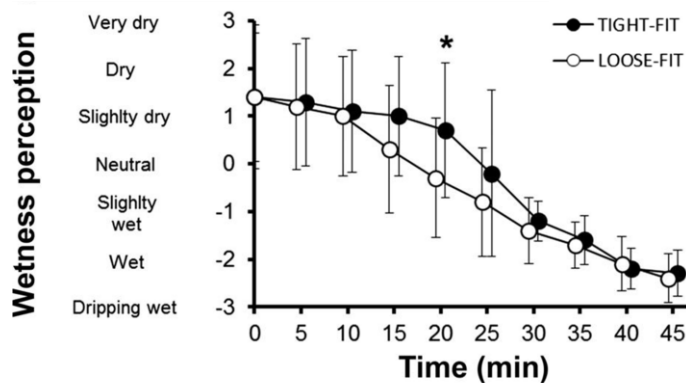 Wetness perception
Very dry
Dry
Slighlty dry
Neutral
Slighlty
wet
Wet
Dripping wet
3
2
1
0
-1
-2
-3
*
TIGHT-FIT
LOOSE-FIT
0 5 10 15 20 25 30 35 40 45
Time (min)